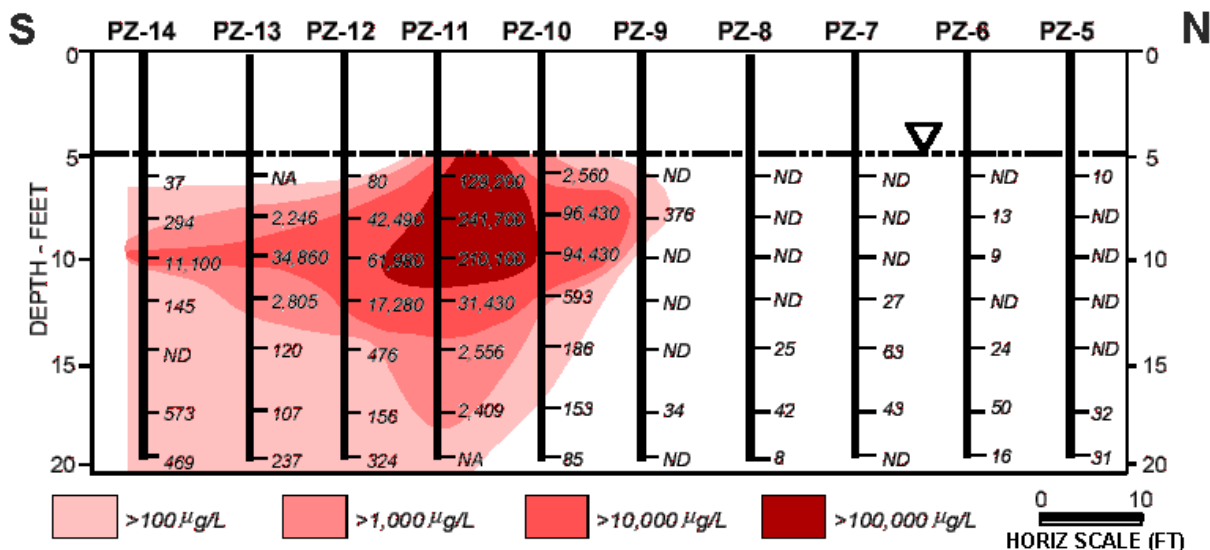 S PZ-14 PZ-13 PZ-12 PZ-11 PZ-10 PZ-9 PZ-8 PZ-7 PZ-6 PZ-5 N
0 0
5 5
37 NA 80 129,200 2,560 ND ND ND ND 10
294 2,246 42,490 241,700 96,430 376 ND ND 13 ND
10 11,100 34,860 61,980 210,100 94,430 ND ND ND 9 ND 10
145 2,805 17,280 31,430 593 ND ND 27 ND ND
DEPTH - FEET
15 ND 120 476 2,556 186 ND 25 63 24 ND 15
573 107 156 2,409 153 34 42 43 50 32
20 469 237 324 NA 85 ND 8 ND 16 31 20
>100 µg/L >1,000 µg/L >10,000 µg/L >100,000 µg/L 0 10
HORIZ SCALE (FT)